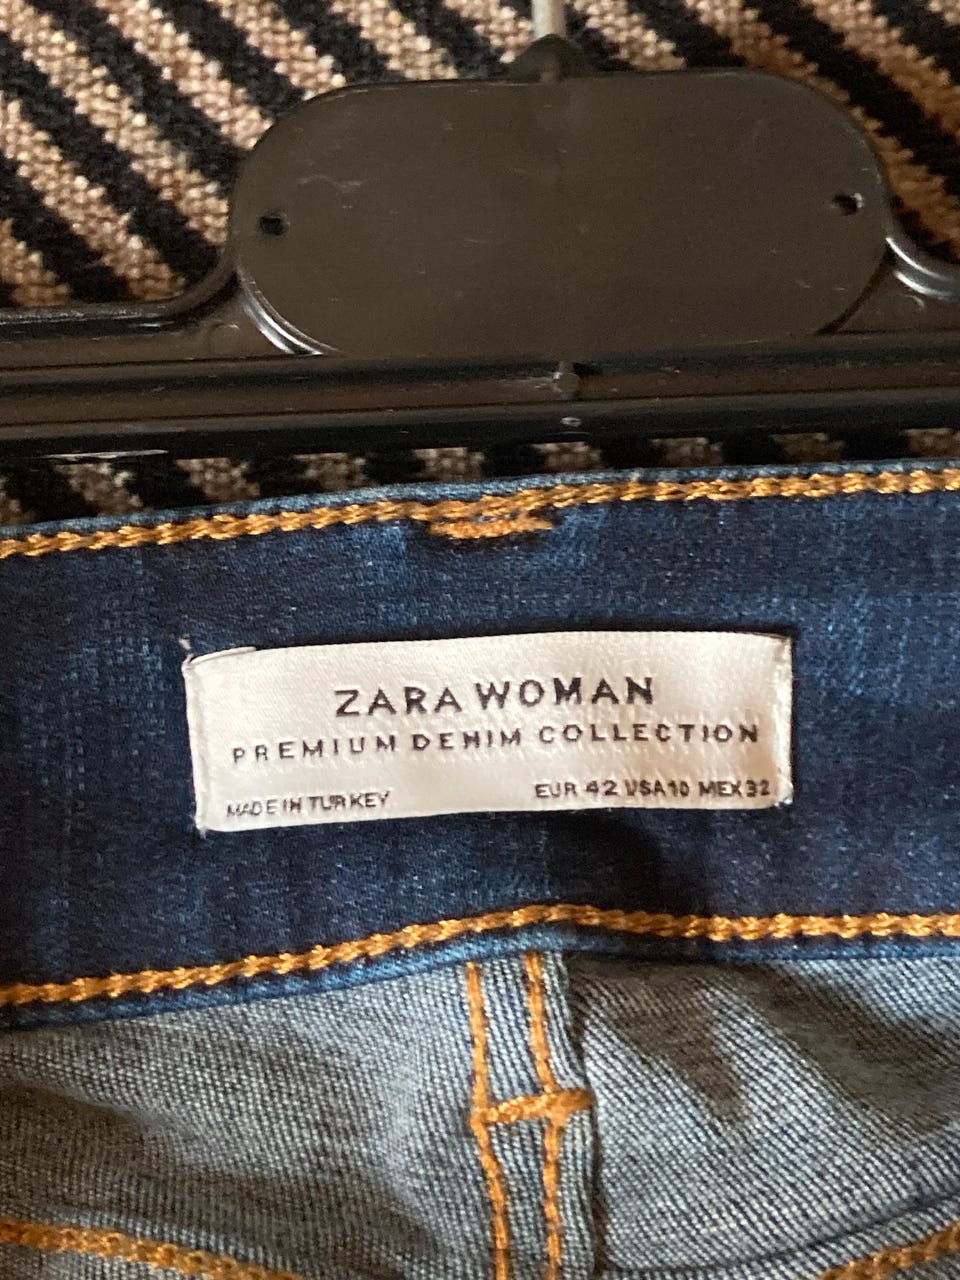 ZARA WOMAN
PREMIUM DENIM COLLECTION
MADE IN TURKEY EUR 42 USA 10 MEX 32